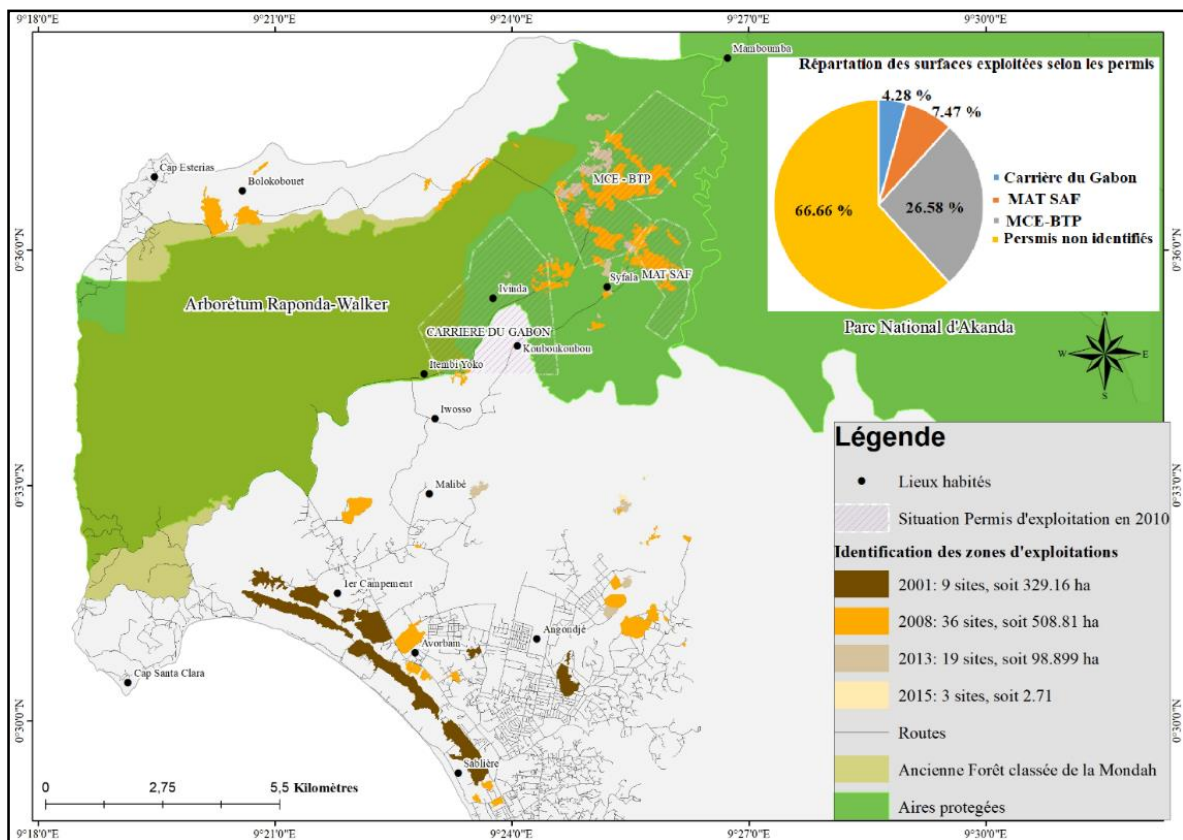 9°18'0"E 9°21'0"E 9°24'0"E 9°27'0"E 9°30'0"E
Mamboumba
Répartation des surfaces exploitées selon les permis
4.28 %
7.47 %
26.58 %
66.66 %
Carrière du Gabon
MAT SAF
MCE-BTP
Persmis non identifiés
Cap Esterias
Bolokobouet
MCE - BTP
0°36'0"N
0°36'0"N
Syfala
MAT SAF
Arborétum Raponda-Walker
Ivinda
Parc National d'Akanda
N
W
E
S
CARRIERE DU GABON
Kouboukoubou
Itembi Yoko
Iwosso
Malibé
0°33'0"N
0°33'0"N
1er Campement
Avorbain
Angondjé
Cap Santa Clara
0°30'0"N
0°30'0"N
Sablière
0 2,75 5,5 Kilomètres
Légende
Lieux habités
Situation Permis d'exploitation en 2010
Identification des zones d'exploitations
2001: 9 sites, soit 329.16 ha
2008: 36 sites, soit 508.81 ha
2013: 19 sites, soit 98.899 ha
2015: 3 sites, soit 2.71
Routes
Ancienne Forêt classée de la Mondah
Aires protegées
9°18'0"E 9°21'0"E 9°24'0"E 9°27'0"E 9°30'0"E